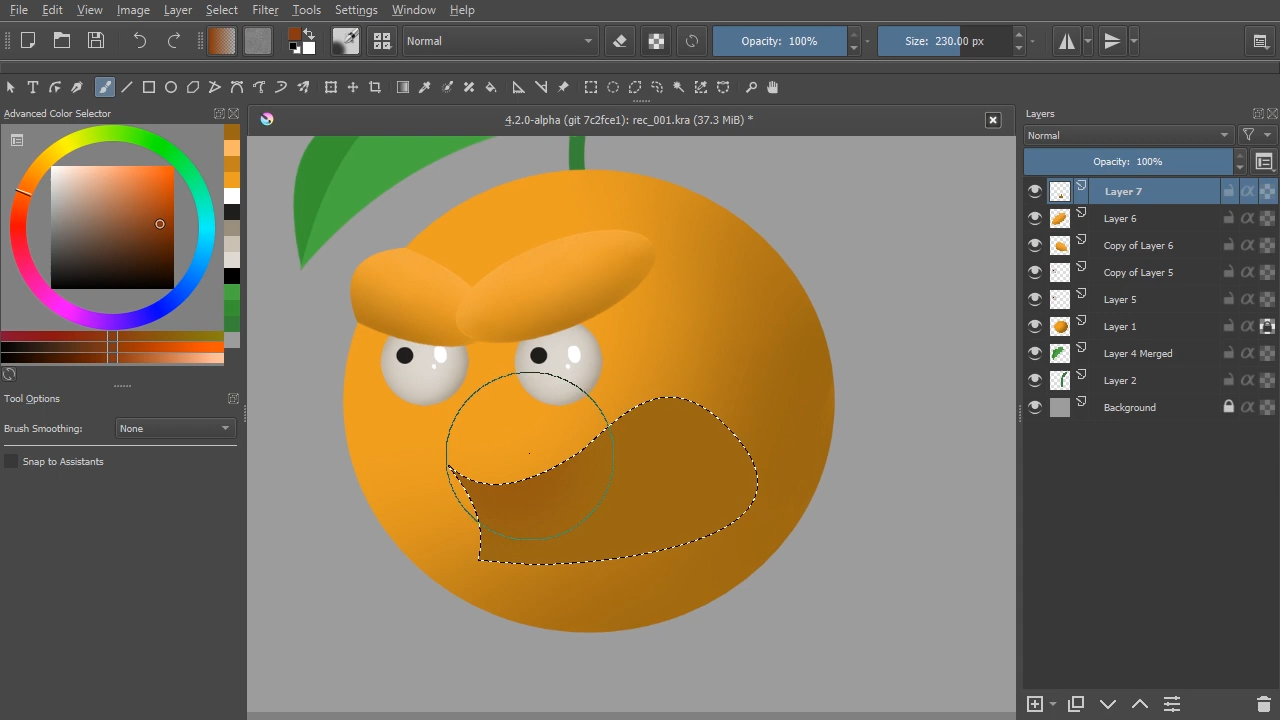 File Edit View Image Layer Select Filter Tools Settings Window Help
Normal Opacity: 100% Size: 230.00 px
Advanced Color Selector
4.2.0-alpha (git 7c2fce1): rec_001.kra (37.3 MiB) *
Layers
Normal
Opacity: 100%
Layer 7
Layer 6
Copy of Layer 6
Copy of Layer 5
Layer 5
Layer 1
Layer 4 Merged
Layer 2
Background
Tool Options
Brush Smoothing: None
Snap to Assistants